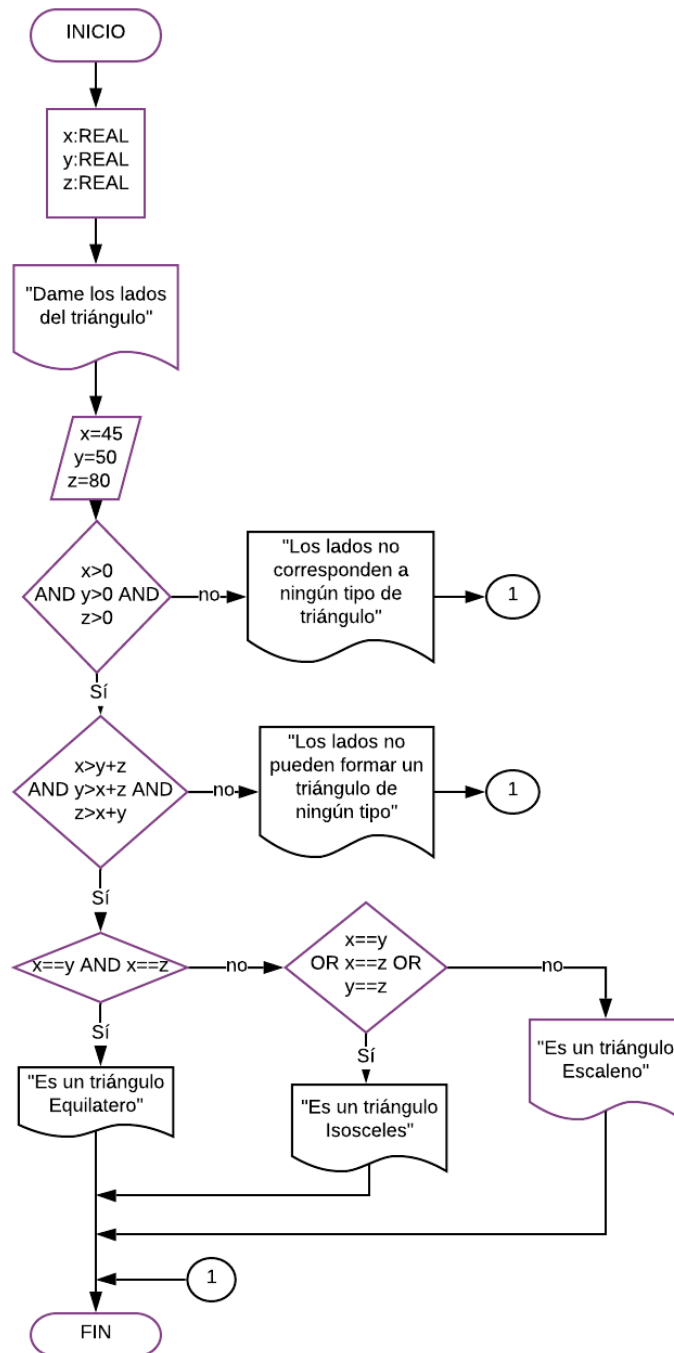 INICIO
x:REAL
y:REAL
z:REAL
"Dame los lados
del triángulo"
x=45
y=50
z=80
x>0
AND y>0 AND
z>0
no
"Los lados no
corresponden a
ningún tipo de
triángulo"
1
Sí
x>y+z
AND y>x+z AND
z>x+y
no
"Los lados no
pueden formar un
triángulo de
ningún tipo"
1
Sí
x==y AND x==z
no
x==y
OR x==z OR
y==z
no
Sí
"Es un triángulo
Equilatero"
Sí
"Es un triángulo
Isosceles"
"Es un triángulo
Escaleno"
1
FIN